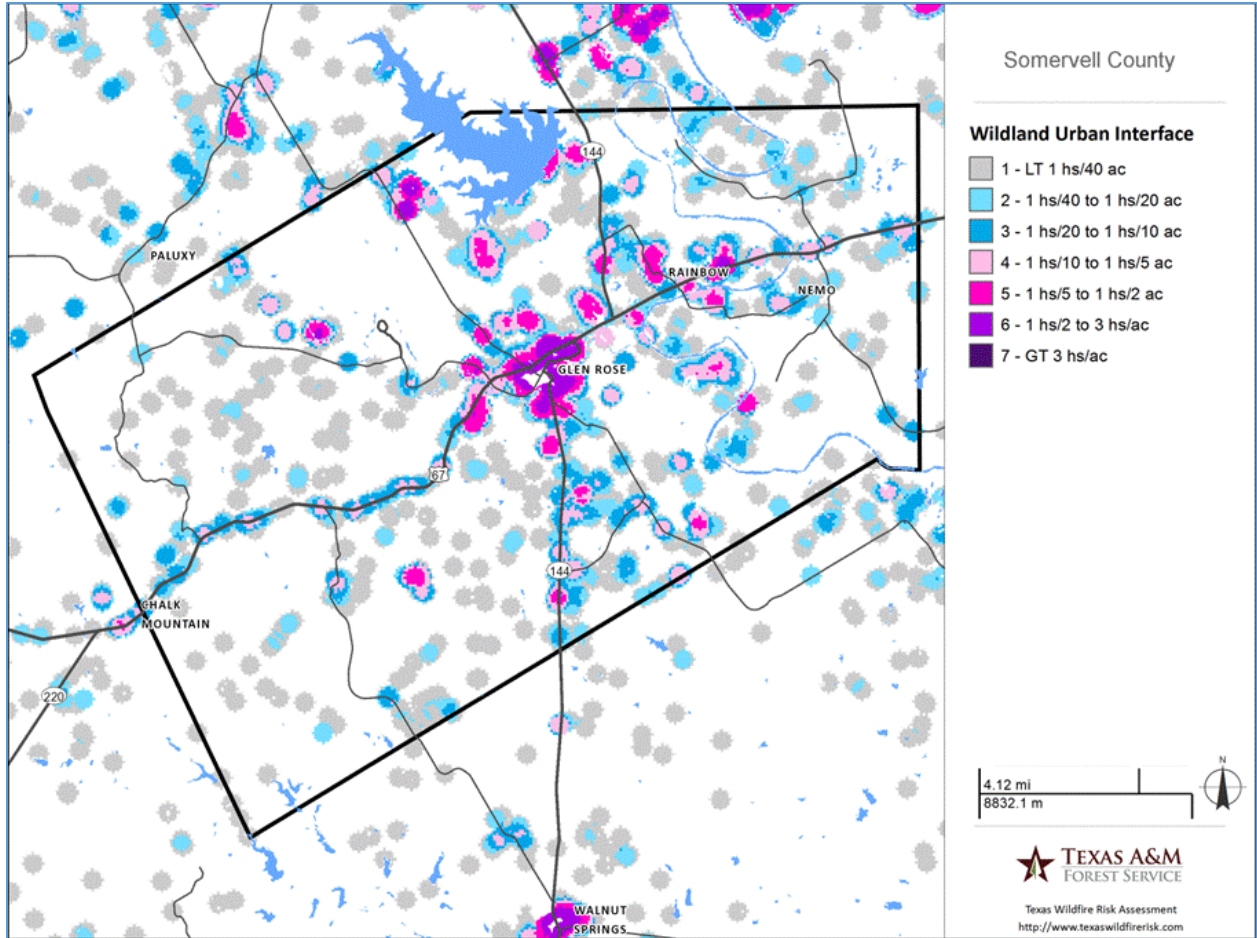 Somervell County
Wildland Urban Interface
1 - LT 1 hs/40 ac
2 - 1 hs/40 to 1 hs/20 ac
3 - 1 hs/20 to 1 hs/10 ac
4 - 1 hs/10 to 1 hs/5 ac
5 - 1 hs/5 to 1 hs/2 ac
6 - 1 hs/2 to 3 hs/ac
7 - GT 3 hs/ac
144
PALUXY
RAINBOW
NEMO
GLEN ROSE
67
144
CHALK
MOUNTAIN
220
WALNUT
SPRINGS
N
4.12 mi
8832.1 m
TEXAS A&M
FOREST SERVICE
Texas Wildfire Risk Assessment
http://www.texaswildfirerisk.com